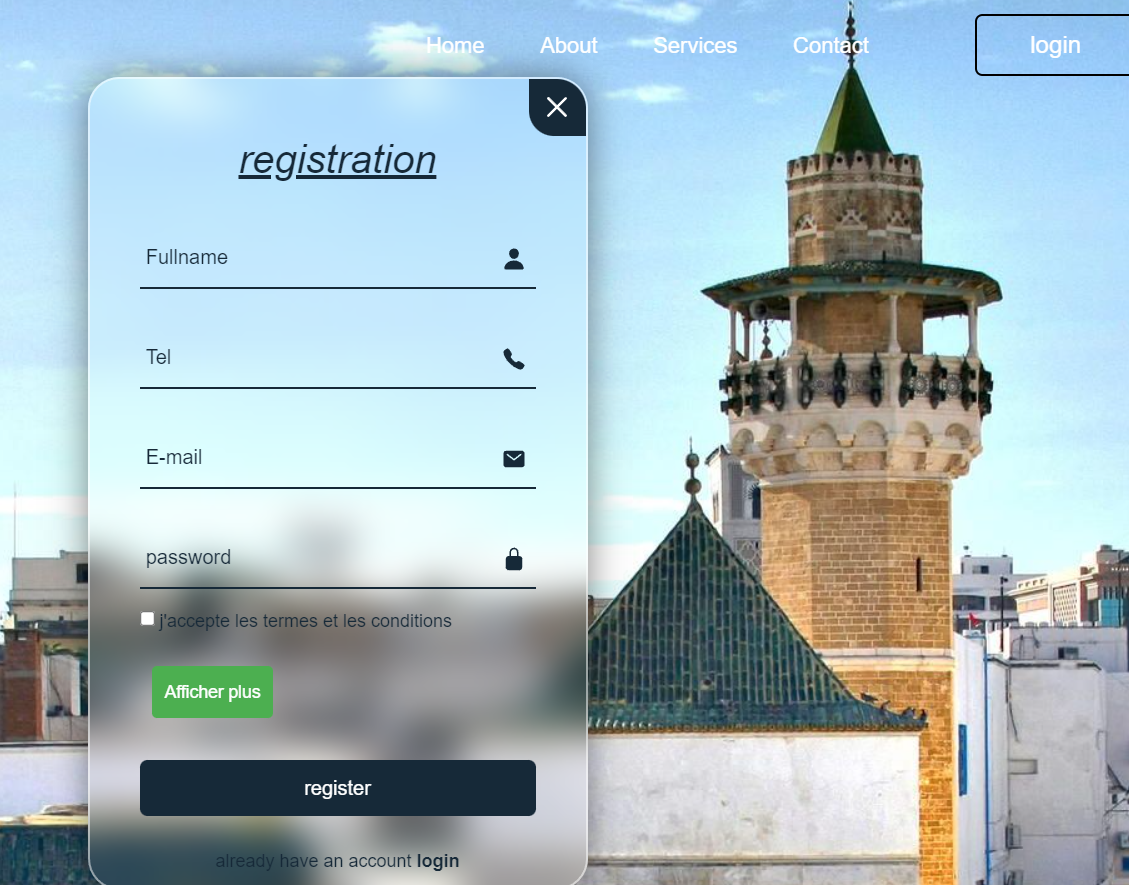 Home About Services Contact login
registration
Fullname
Tel
E-mail
password
j'accepte les termes et les conditions
Afficher plus
register
already have an account login